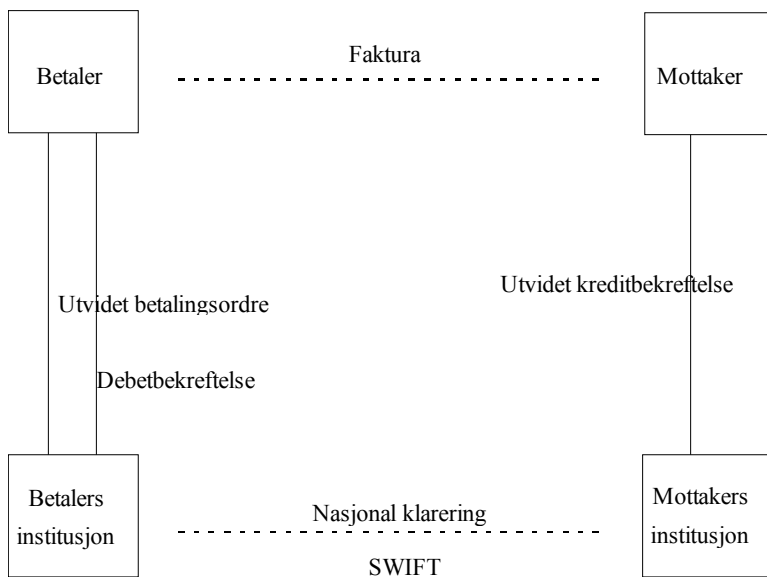 Faktura
Betaler
Mottaker
Utvidet kreditbekreftelse
Utvidet betalingsordre
Debetbekreftelse
Betalers
institusjon
Nasjonal klarering
SWIFT
Mottakers
institusjon